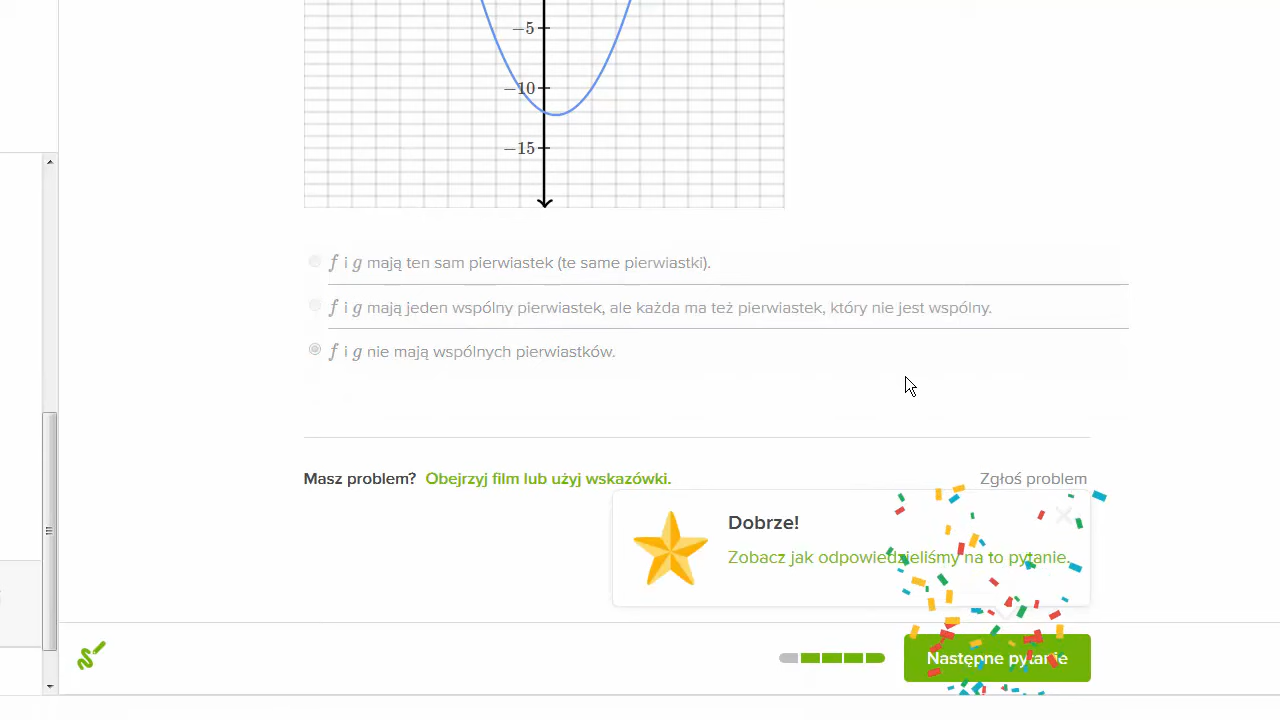 −5
−10
−15
f i g mają ten sam pierwiastek (te same pierwiastki).
f i g mają jeden wspólny pierwiastek, ale każda ma też pierwiastek, który nie jest wspólny.
f i g nie mają wspólnych pierwiastków.
Masz problem? Obejrzyj film lub użyj wskazówki.
Zgłoś problem
Dobrze!
Zobacz jak odpowiedzieliśmy na to pytanie.
Następne pytanie